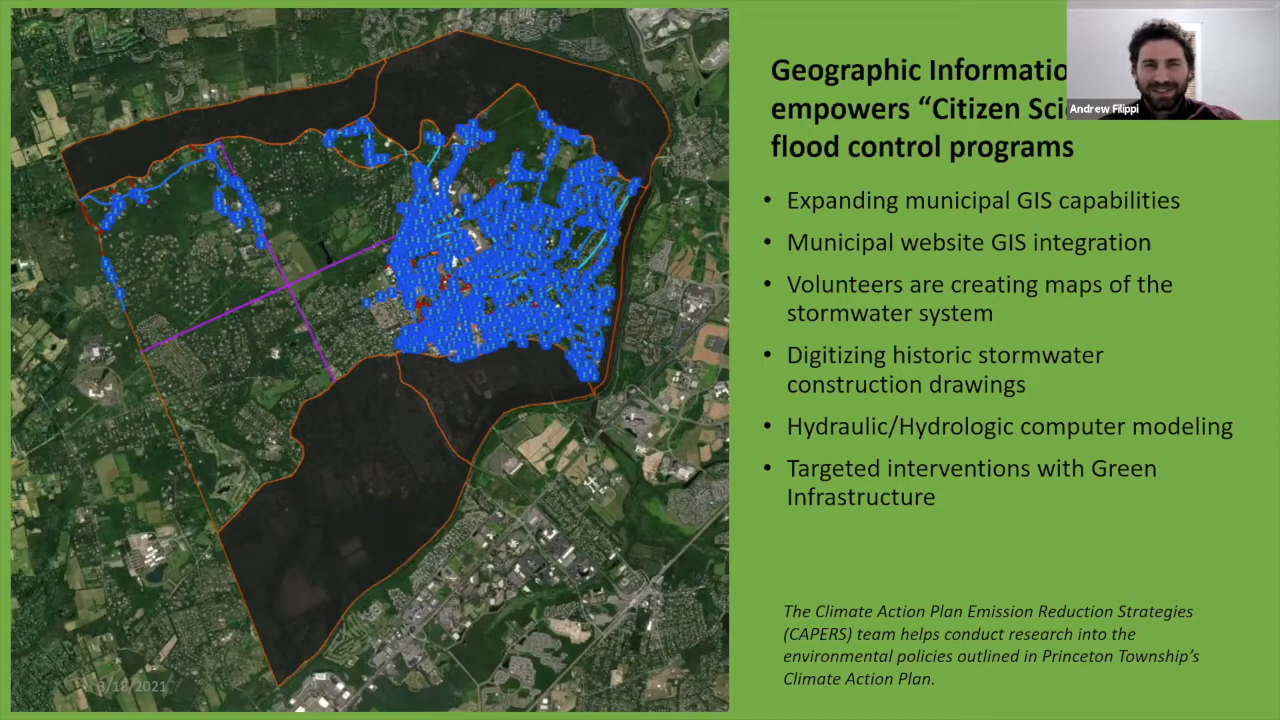 Geographic Informatio
empowers “Citizen Sci
flood control programs
Andrew Filippi
• Expanding municipal GIS capabilities
• Municipal website GIS integration
• Volunteers are creating maps of the
stormwater system
• Digitizing historic stormwater
construction drawings
• Hydraulic/Hydrologic computer modeling
• Targeted interventions with Green
Infrastructure
The Climate Action Plan Emission Reduction Strategies
(CAPERS) team helps conduct research into the
environmental policies outlined in Princeton Township’s
Climate Action Plan.
3/18/2021